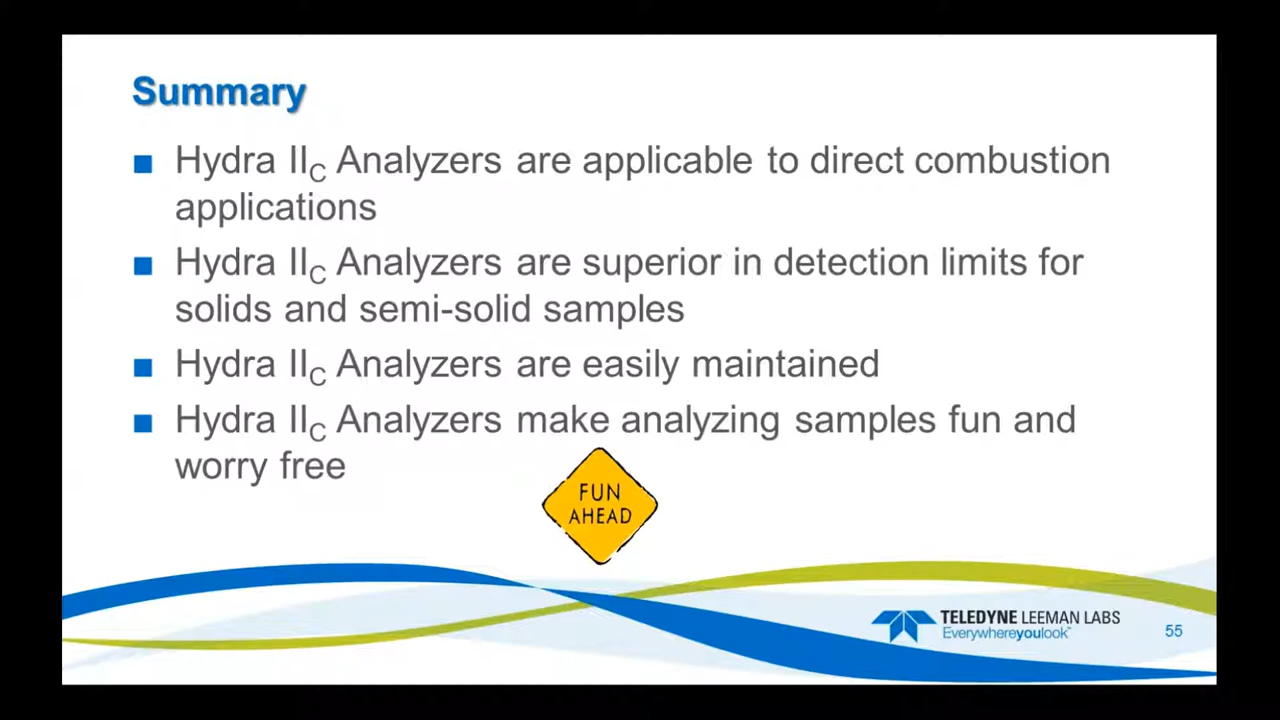 Summary
Hydra IIC Analyzers are applicable to direct combustion
applications
Hydra IIC Analyzers are superior in detection limits for
solids and semi-solid samples
Hydra IIC Analyzers are easily maintained
Hydra IIC Analyzers make analyzing samples fun and
worry free
FUN
AHEAD
TELEDYNE LEEMAN LABS
Everywhereyoulook™
55